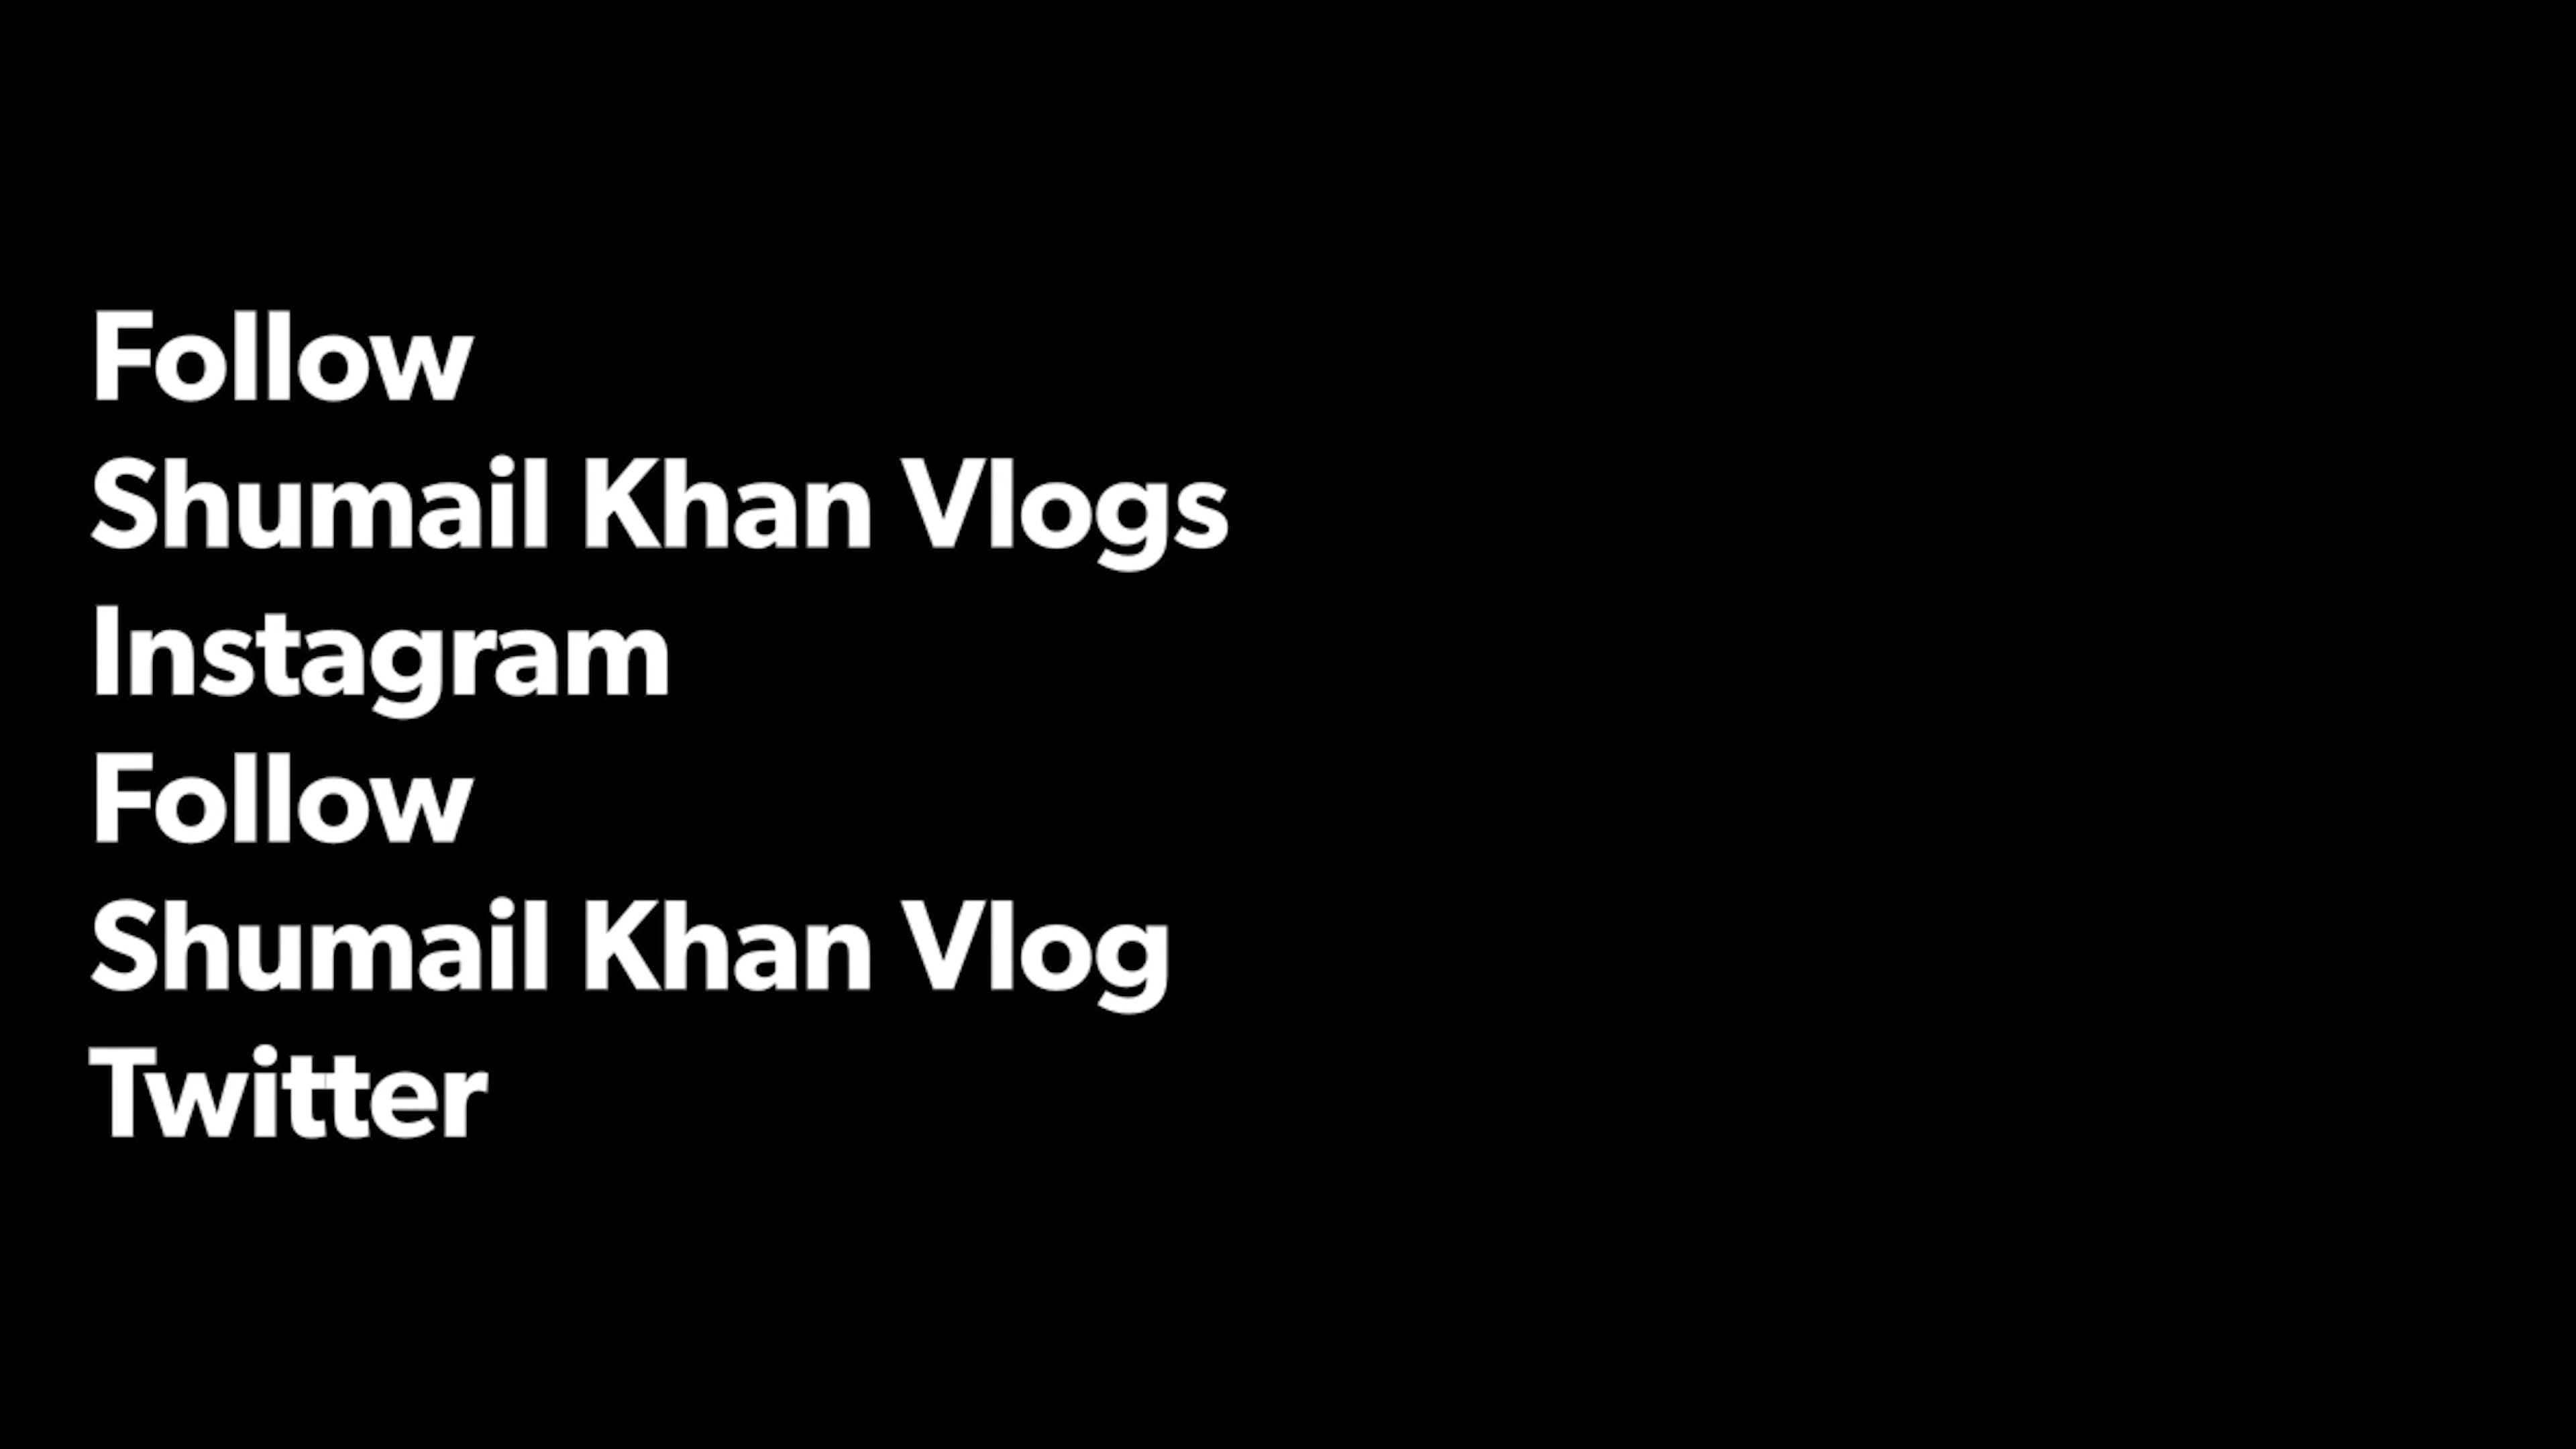 Follow
Shumail Khan Vlogs
Instagram
Follow
Shumail Khan Vlog
Twitter